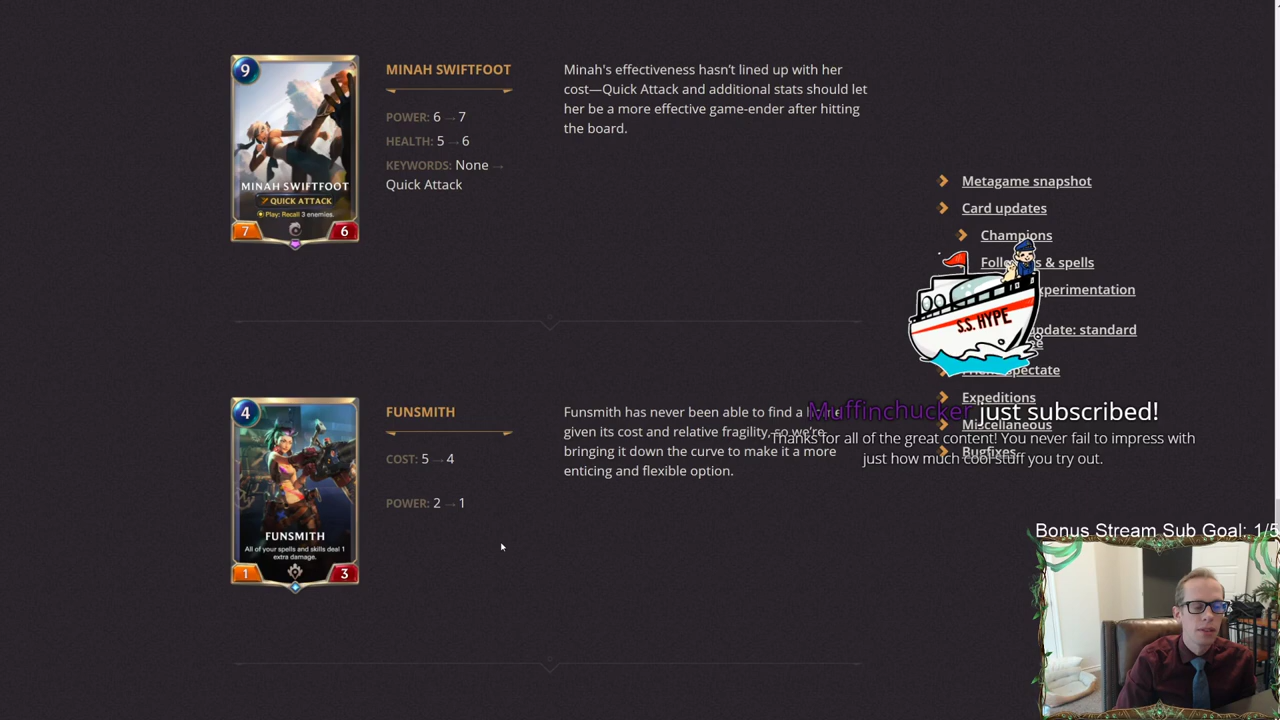 9
MINAH SWIFTFOOT
QUICK ATTACK
Play: Recall 3 enemies.
7
6
MINAH SWIFTFOOT
POWER: 6 → 7
HEALTH: 5 → 6
KEYWORDS: None →
Quick Attack
Minah's effectiveness hasn't lined up with her
cost—Quick Attack and additional stats should let
her be a more effective game-ender after hitting
the board.
4
FUNSMITH
All of your spells and skills deal 1
extra damage.
1
3
FUNSMITH
COST: 5 → 4
POWER: 2 → 1
Funsmith has never been able to find a
given its cost and relative fragility, so we're
bringing it down the curve to make it a more
enticing and flexible option.
Metagame snapshot
Card updates
Champions
& spells
xperimentation
update: standard
Expeditions
Miscellaneous
Bugfixes
S.S. HYPE
Muffinchucker just subscribed!
Thanks for all of the great content! You never fail to impress with
just how much cool stuff you try out.
Bonus Stream Sub Goal: 1/5